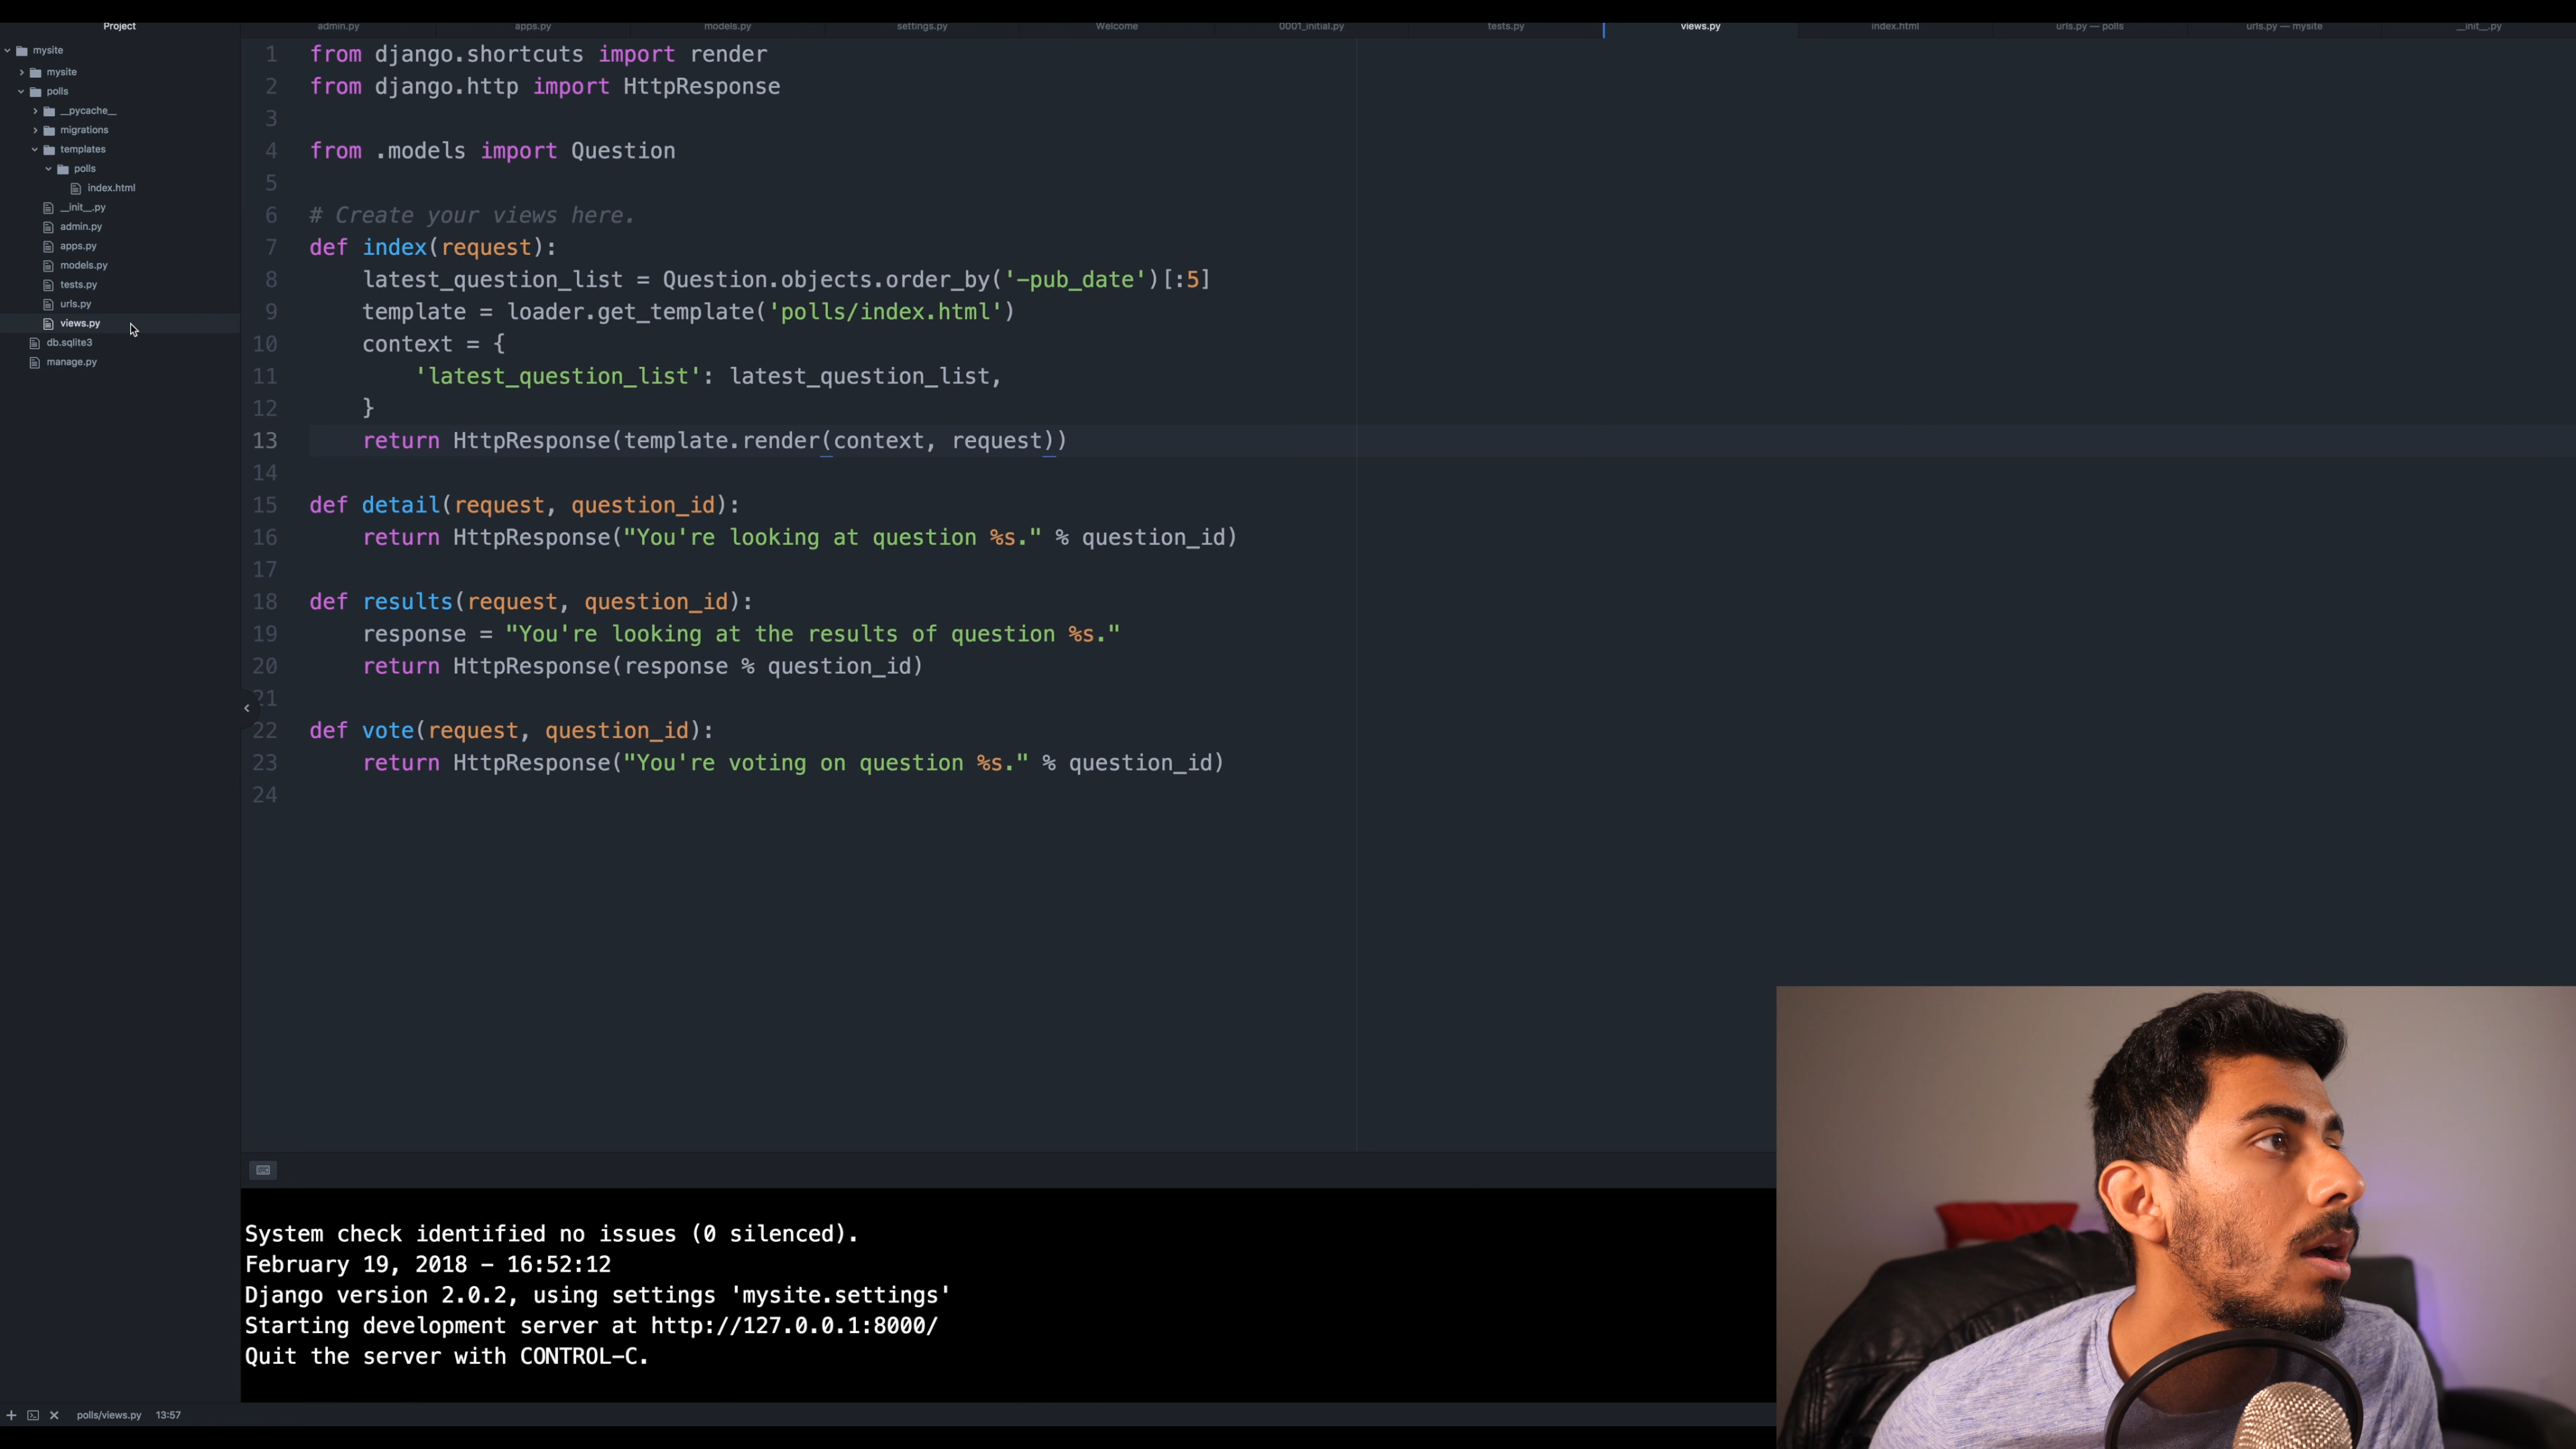 Project
admin.py
apps.py
models.py
settings.py
Welcome
0001_initial.py
tests.py
views.py
index.html
urls.py — polls
urls.py — mysite
__init__.py
mysite
mysite
polls
__pycache__
migrations
templates
polls
index.html
__init__.py
admin.py
apps.py
models.py
tests.py
urls.py
views.py
db.sqlite3
manage.py
1 from django.shortcuts import render
2 from django.http import HttpResponse
3
4 from .models import Question
5
6 # Create your views here.
7 def index(request):
8     latest_question_list = Question.objects.order_by('-pub_date')[:5]
9     template = loader.get_template('polls/index.html')
10     context = {
11         'latest_question_list': latest_question_list,
12     }
13     return HttpResponse(template.render(context, request))
14
15 def detail(request, question_id):
16     return HttpResponse("You're looking at question %s." % question_id)
17
18 def results(request, question_id):
19     response = "You're looking at the results of question %s."
20     return HttpResponse(response % question_id)
21
22 def vote(request, question_id):
23     return HttpResponse("You're voting on question %s." % question_id)
24
System check identified no issues (0 silenced).
February 19, 2018 - 16:52:12
Django version 2.0.2, using settings 'mysite.settings'
Starting development server at http://127.0.0.1:8000/
Quit the server with CONTROL-C.
polls/views.py 13:57